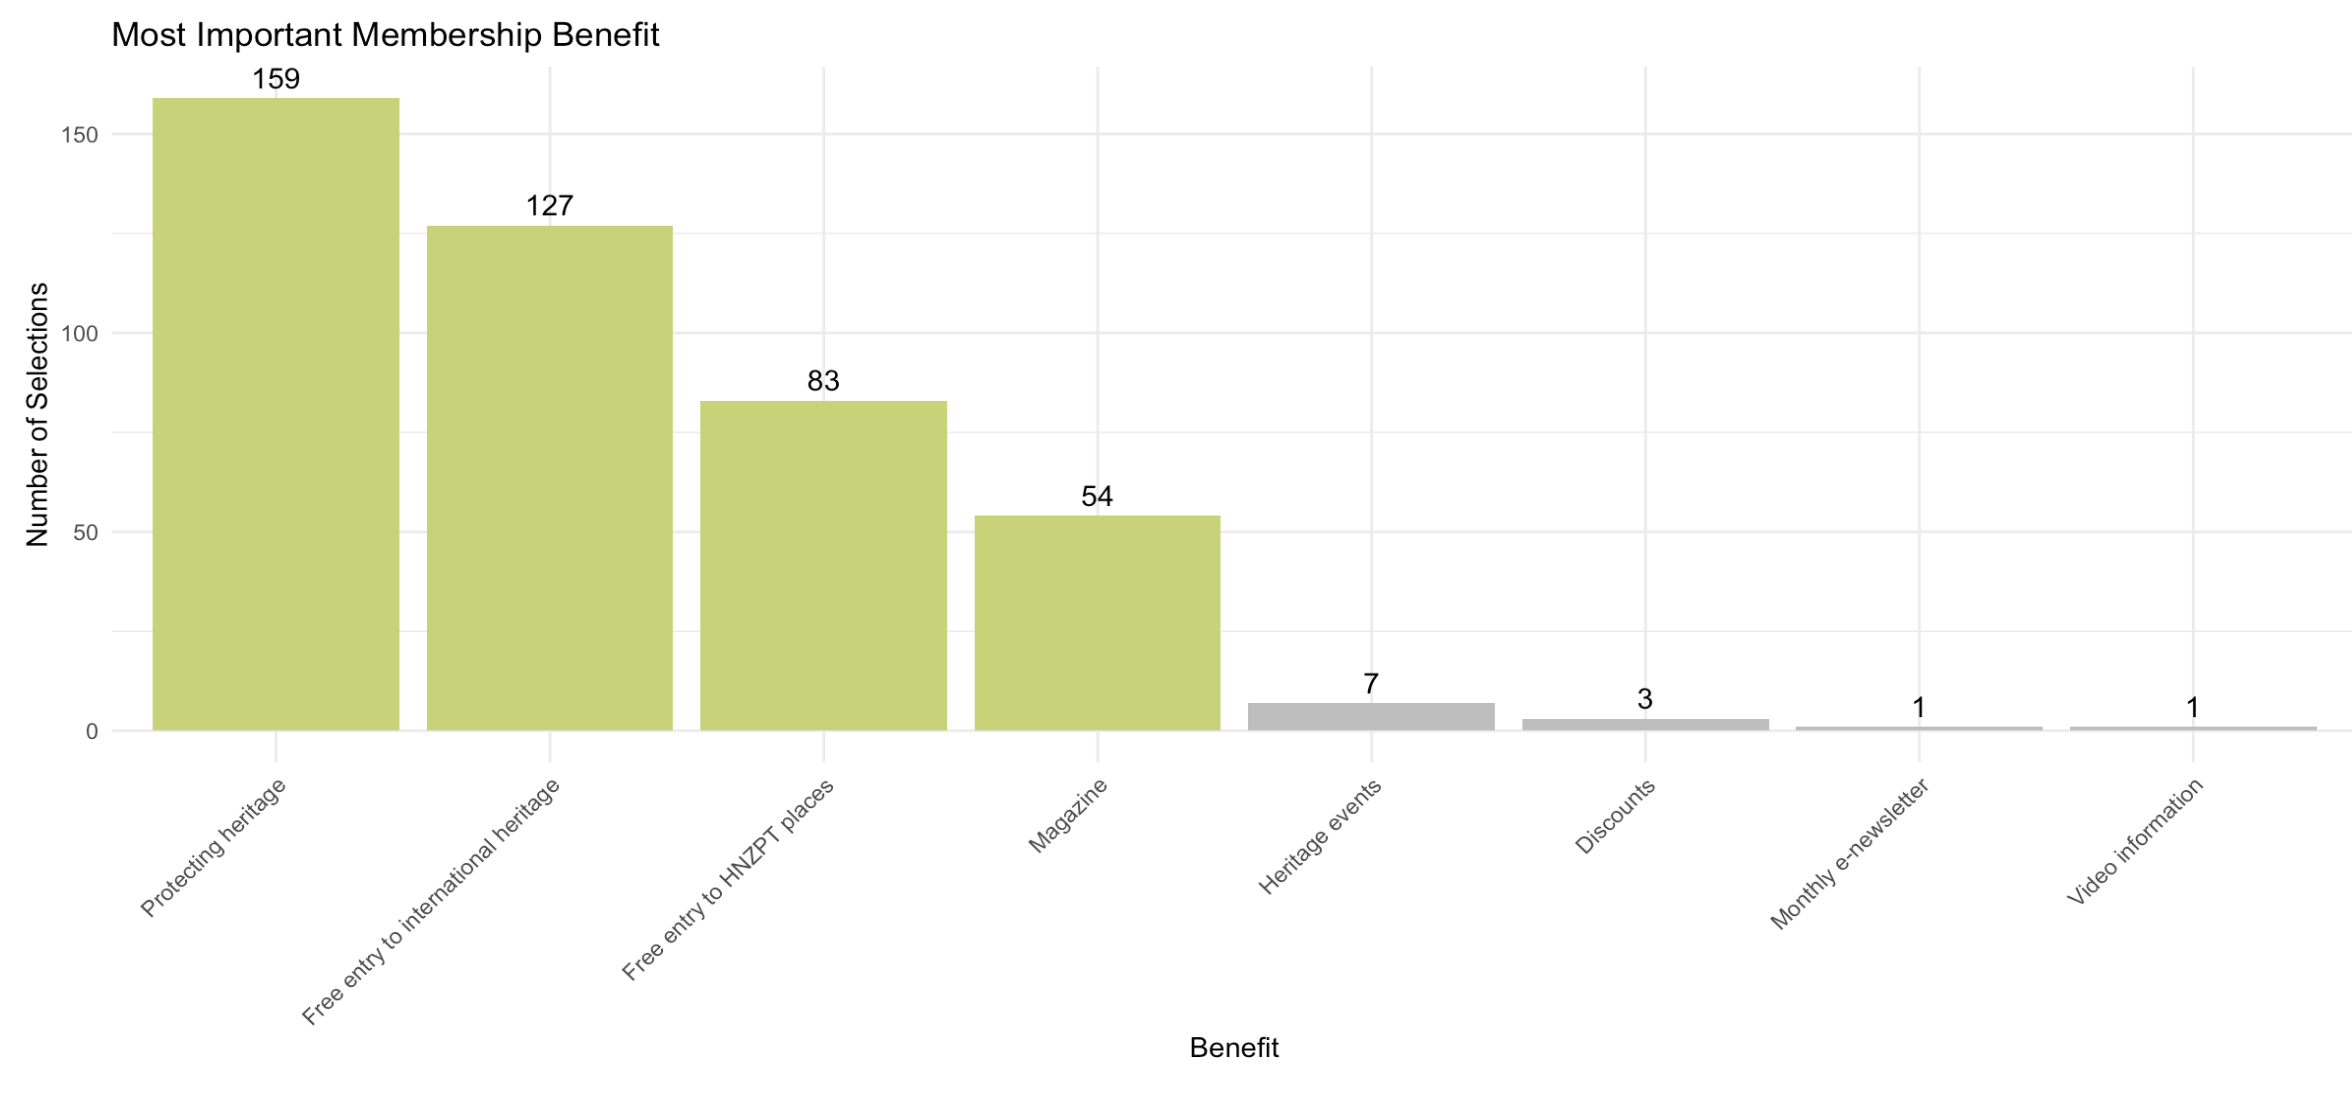 Most Important Membership Benefit
159
127
83
54
7
3
1
1
Number of Selections
150
100
50
0
Protecting heritage
Free entry to international heritage
Free entry to HNZPT places
Magazine
Heritage events
Discounts
Monthly e-newsletter
Video information
Benefit